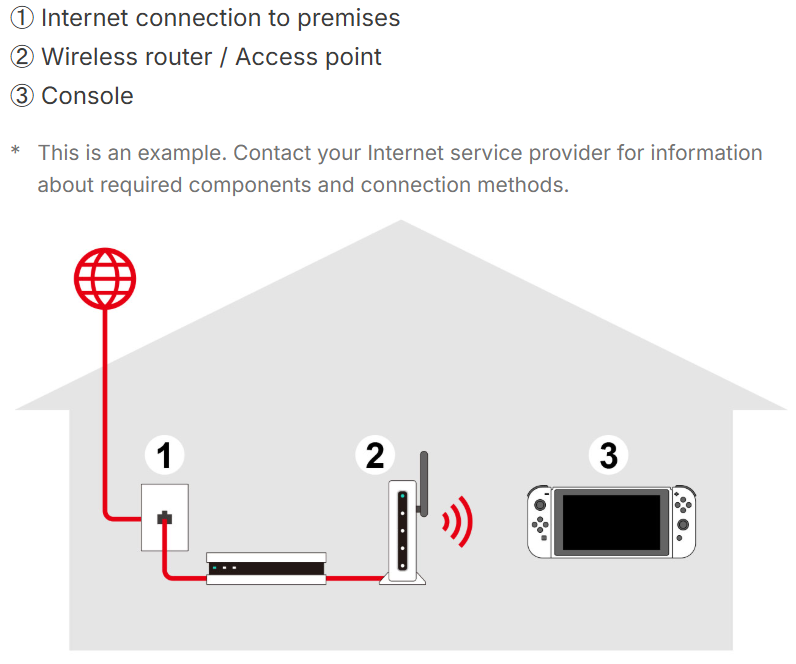 ① Internet connection to premises
② Wireless router / Access point
③ Console
* This is an example. Contact your Internet service provider for information
about required components and connection methods.
1
2
3